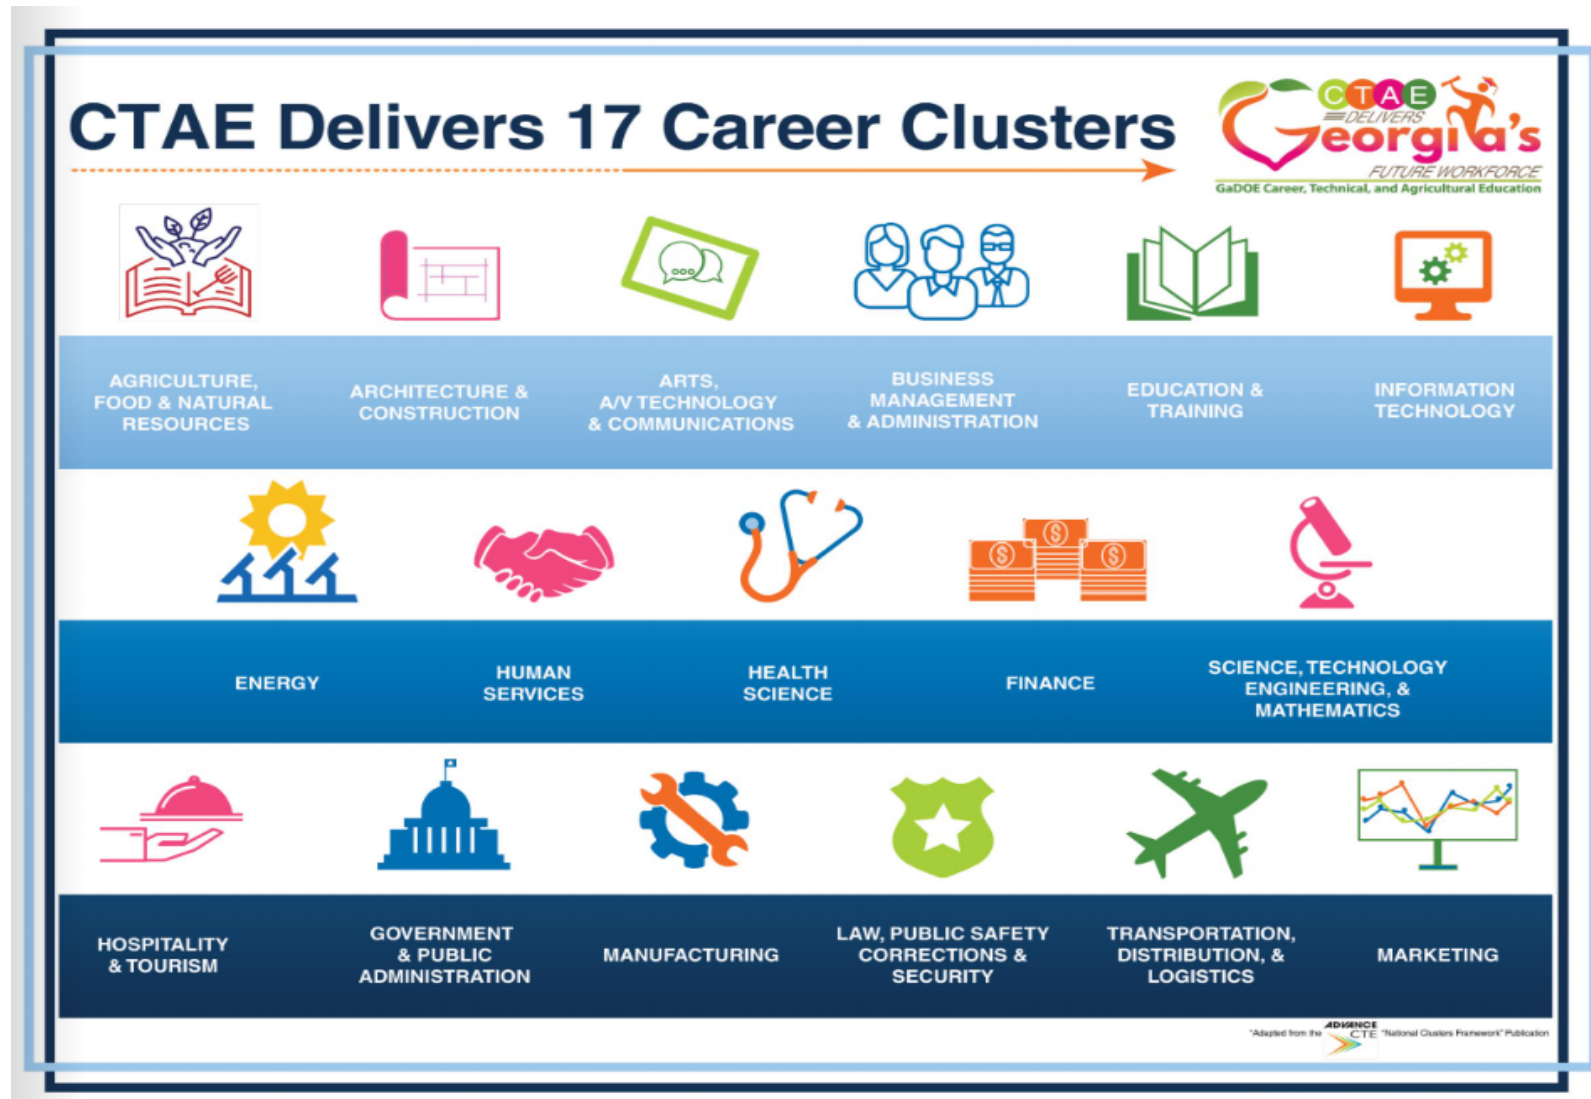 CTAE Delivers 17 Career Clusters
CTAE
DELIVERS
Georgia's
FUTURE WORKFORCE
GaDOE Career, Technical, and Agricultural Education
AGRICULTURE,
FOOD & NATURAL
RESOURCES
ARCHITECTURE &
CONSTRUCTION
ARTS,
A/V TECHNOLOGY
& COMMUNICATIONS
BUSINESS
MANAGEMENT
& ADMINISTRATION
EDUCATION &
TRAINING
INFORMATION
TECHNOLOGY
$
$
$
ENERGY
HUMAN
SERVICES
HEALTH
SCIENCE
FINANCE
SCIENCE, TECHNOLOGY
ENGINEERING, &
MATHEMATICS
HOSPITALITY
& TOURISM
GOVERNMENT
& PUBLIC
ADMINISTRATION
MANUFACTURING
LAW, PUBLIC SAFETY
CORRECTIONS &
SECURITY
TRANSPORTATION,
DISTRIBUTION, &
LOGISTICS
MARKETING
"Adapted from the ADVANCE CTE "National Clusters Framework" Publication